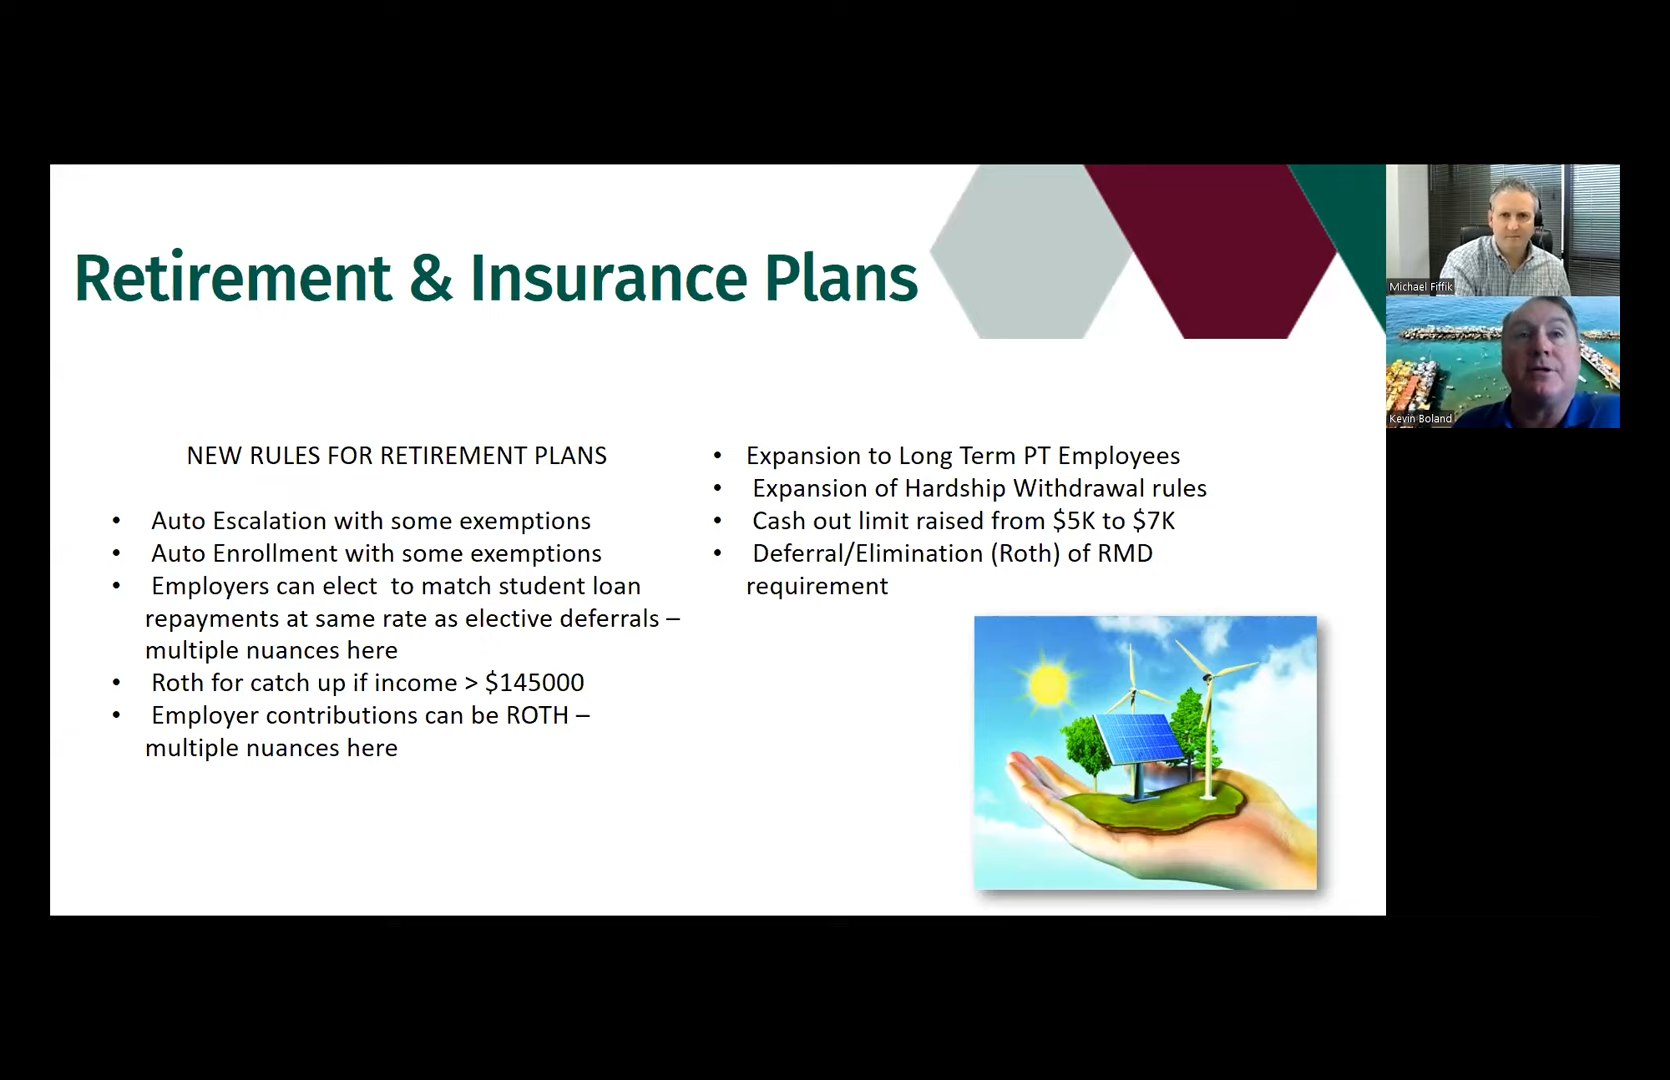 Retirement & Insurance Plans
NEW RULES FOR RETIREMENT PLANS
• Auto Escalation with some exemptions
• Auto Enrollment with some exemptions
• Employers can elect to match student loan
repayments at same rate as elective deferrals –
multiple nuances here
• Roth for catch up if income > $145000
• Employer contributions can be ROTH –
multiple nuances here
• Expansion to Long Term PT Employees
• Expansion of Hardship Withdrawal rules
• Cash out limit raised from $5K to $7K
• Deferral/Elimination (Roth) of RMD
requirement
Michael Fiffik
Kevin Boland